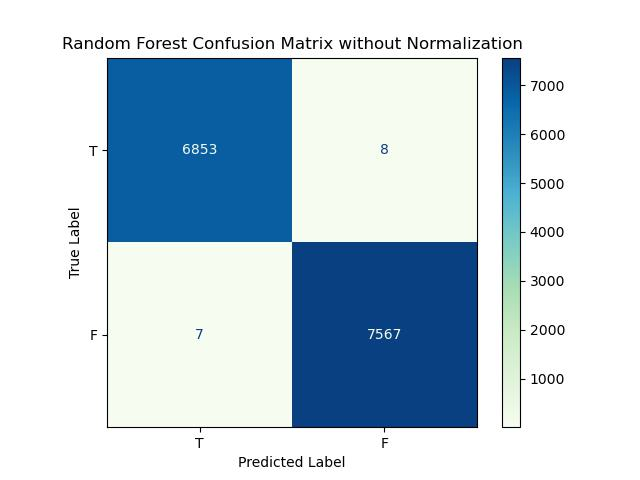 Random Forest Confusion Matrix without Normalization
True Label
T
6853
8
F
7
7567
T
F
Predicted Label
7000
6000
5000
4000
3000
2000
1000